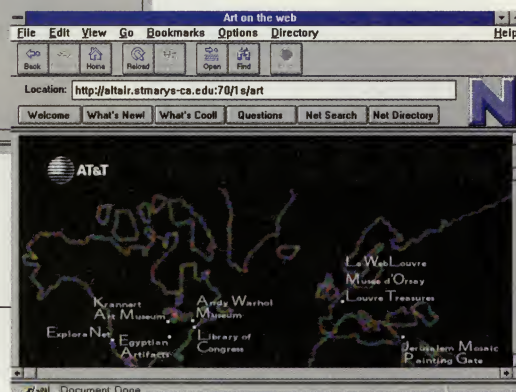 Art on the web
File Edit View Go Bookmarks Options Directory Help
Back Home Reload Open Find
Location: http://altair.stmarys-ca.edu:70/1s/art
Welcome What's New! What's Cool! Questions Net Search Net Directory
N
AT&T
Le WebLouvre
Musee d'Orsay
Louvre Treasures
Krannert
Art Museum
Andy Warhol
Museum
ExploraNet
Egyptian
Artifacts
Library of
Congress
Jerusalem Mosaic
Painting Gate
Document Done